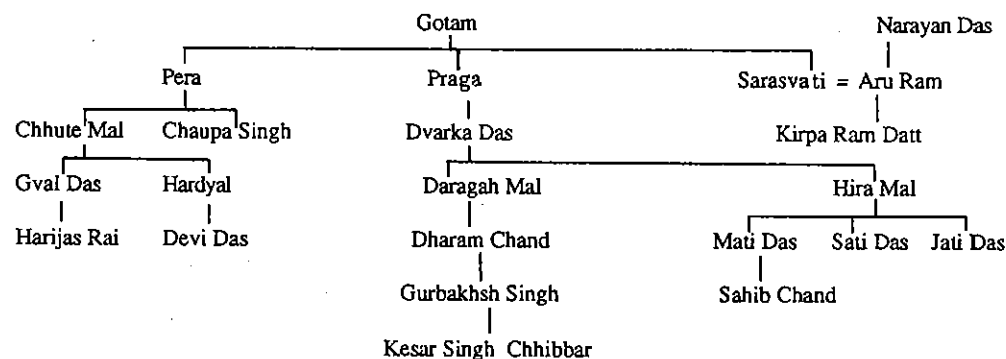 Gotam Narayan Das
Pera Praga Sarasvati = Aru Ram
Chhute Mal Chaupa Singh Dvarka Das Kirpa Ram Datt
Gval Das Hardyal Daragah Mal Hira Mal
Harijas Rai Devi Das Dharam Chand Mati Das Sati Das Jati Das
Gurbakhsh Singh Sahib Chand
Kesar Singh Chhibbar